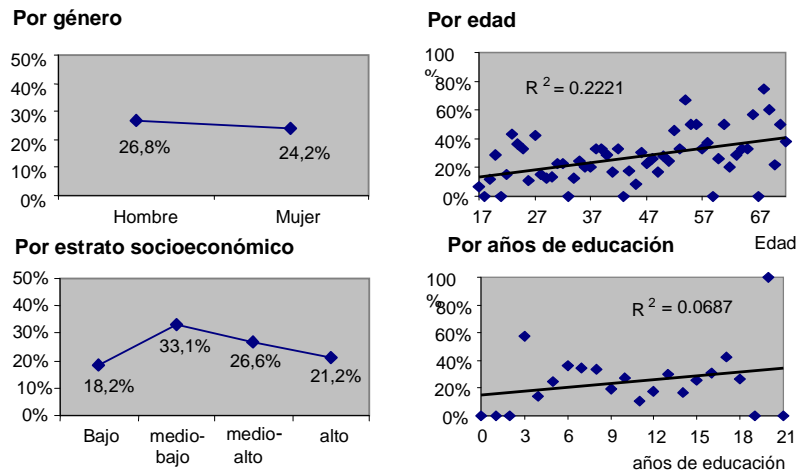 Por género
50%
40%
30%
20%
10%
0%
26,8%
24,2%
Hombre
Mujer
Por edad
100
%
80%
60%
40%
20%
0%
R 2 = 0.2221
17
27
37
47
57
67
Edad
Por estrato socioeconómico
50%
40%
30%
20%
10%
0%
18,2%
33,1%
26,6%
21,2%
Bajo
medio-
bajo
medio-
alto
alto
Por años de educación
100
%
80%
60%
40%
20%
0%
R 2 = 0.0687
0
3
6
9
12
15
18
21
años de educación